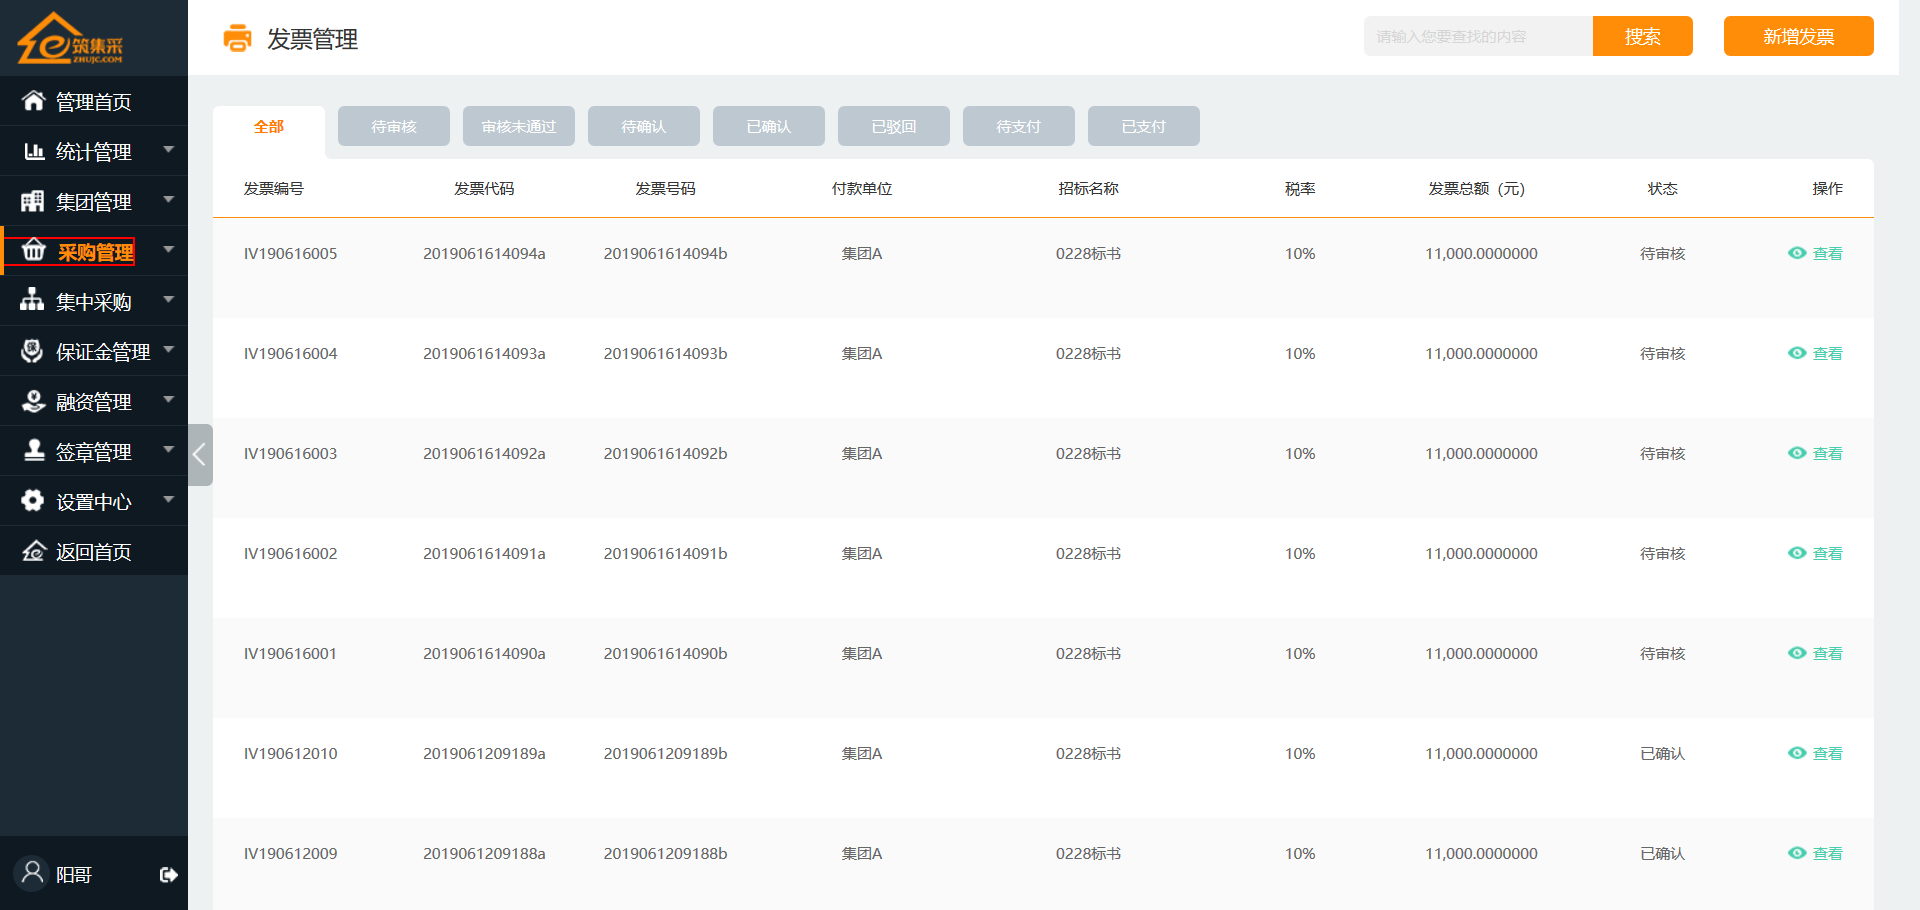 筑集采
ZHUJC.COM
发票管理
请输入您要查找的内容
搜索
新增发票
管理首页
统计管理
集团管理
采购管理
集中采购
保证金管理
融资管理
签章管理
设置中心
返回首页
阳哥
全部 待审核 审核未通过 待确认 已确认 已驳回 待支付 已支付
发票编号 发票代码 发票号码 付款单位 招标名称 税率 发票总额（元） 状态 操作
IV190616005 2019061614094a 2019061614094b 集团A 0228标书 10% 11,000.0000000 待审核 查看
IV190616004 2019061614093a 2019061614093b 集团A 0228标书 10% 11,000.0000000 待审核 查看
IV190616003 2019061614092a 2019061614092b 集团A 0228标书 10% 11,000.0000000 待审核 查看
IV190616002 2019061614091a 2019061614091b 集团A 0228标书 10% 11,000.0000000 待审核 查看
IV190616001 2019061614090a 2019061614090b 集团A 0228标书 10% 11,000.0000000 待审核 查看
IV190612010 2019061209189a 2019061209189b 集团A 0228标书 10% 11,000.0000000 已确认 查看
IV190612009 2019061209188a 2019061209188b 集团A 0228标书 10% 11,000.0000000 已确认 查看